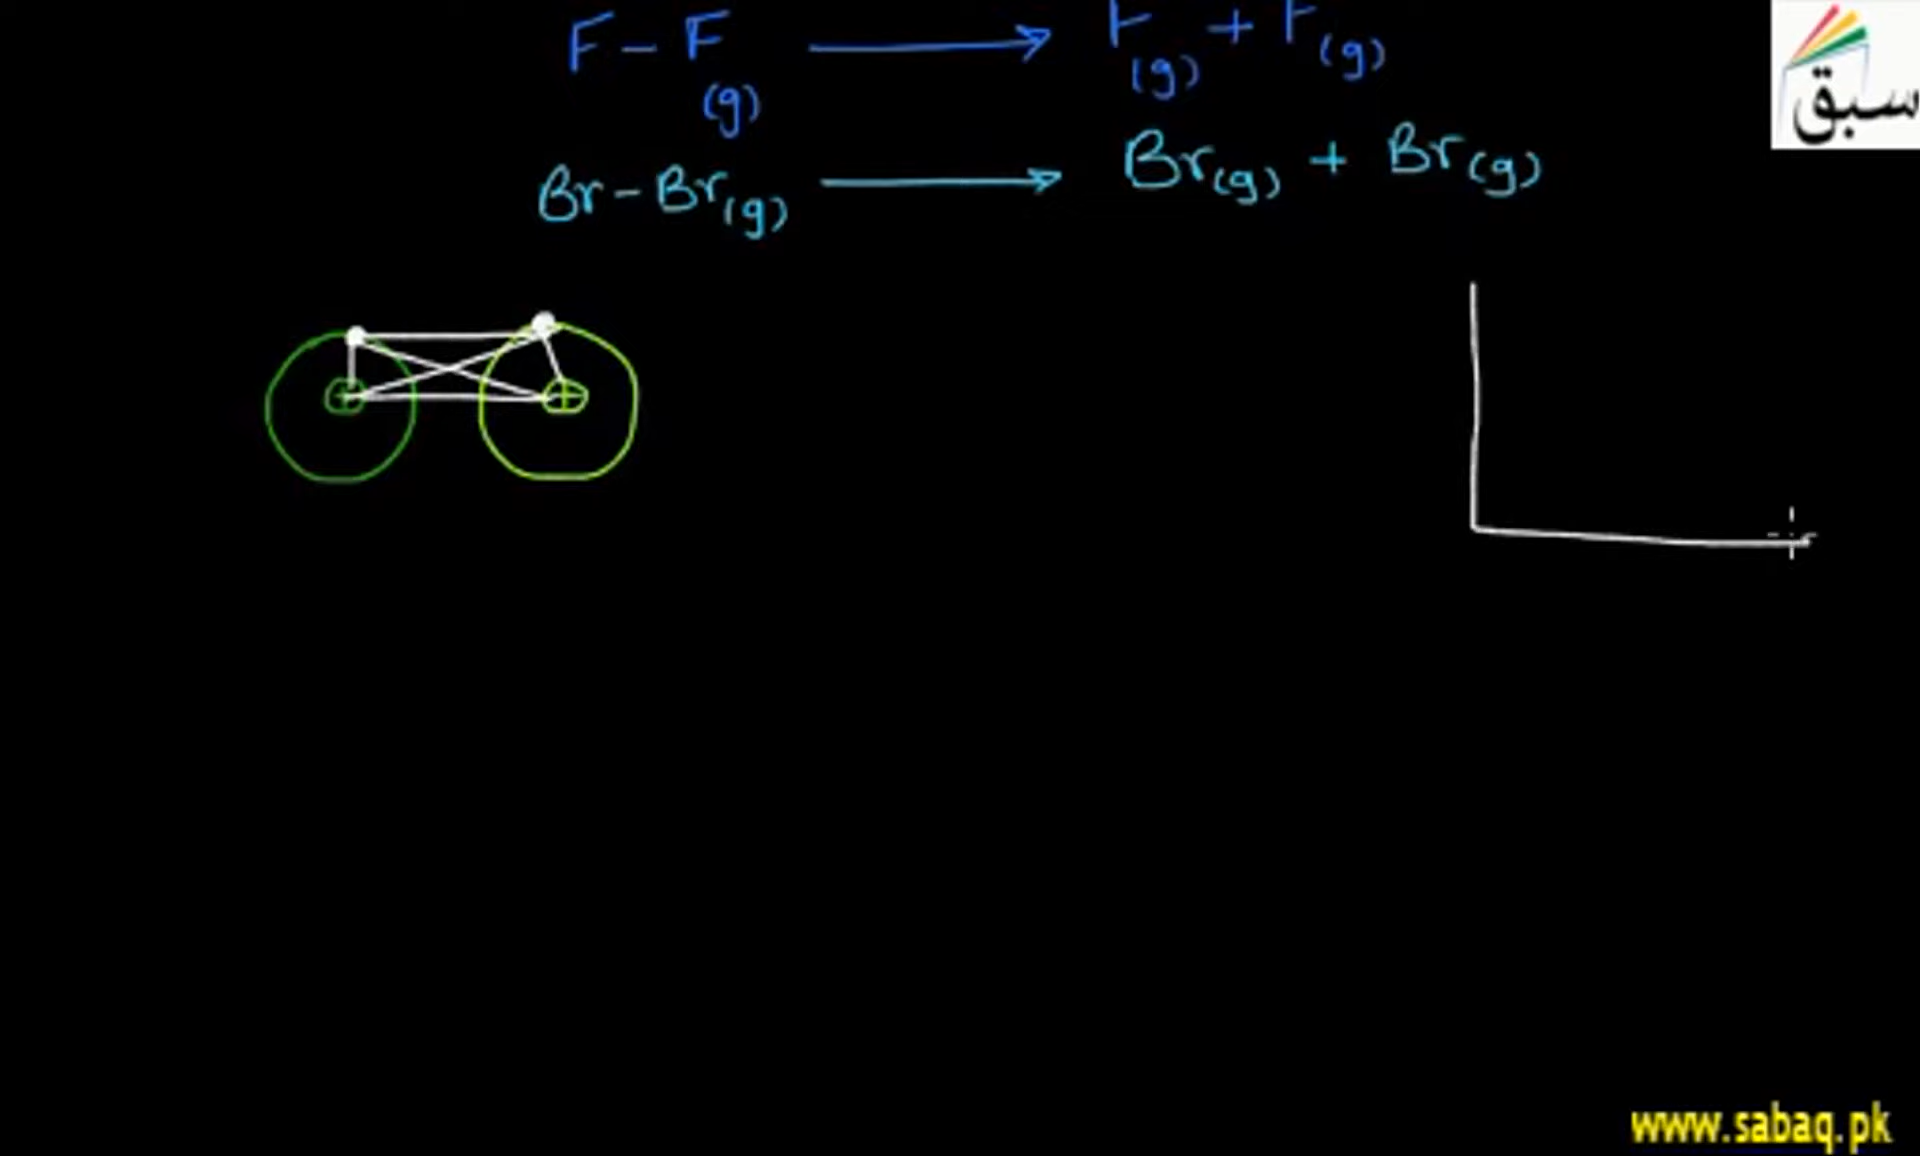 F - F (g) → F (g) + F (g)
Br - Br (g) → Br (g) + Br (g)
سبق
+ +
www.sabaq.pk